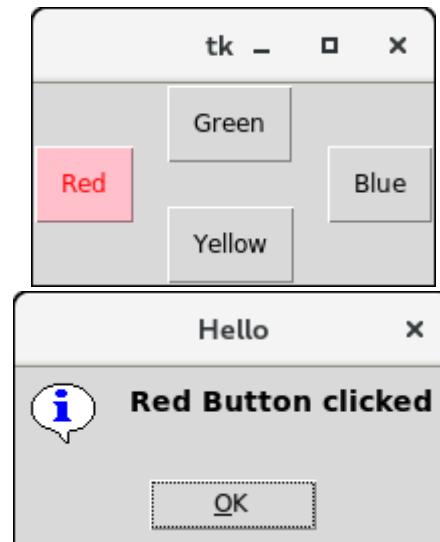 tk
Green
Red
Blue
Yellow
Hello
i
Red Button clicked
OK